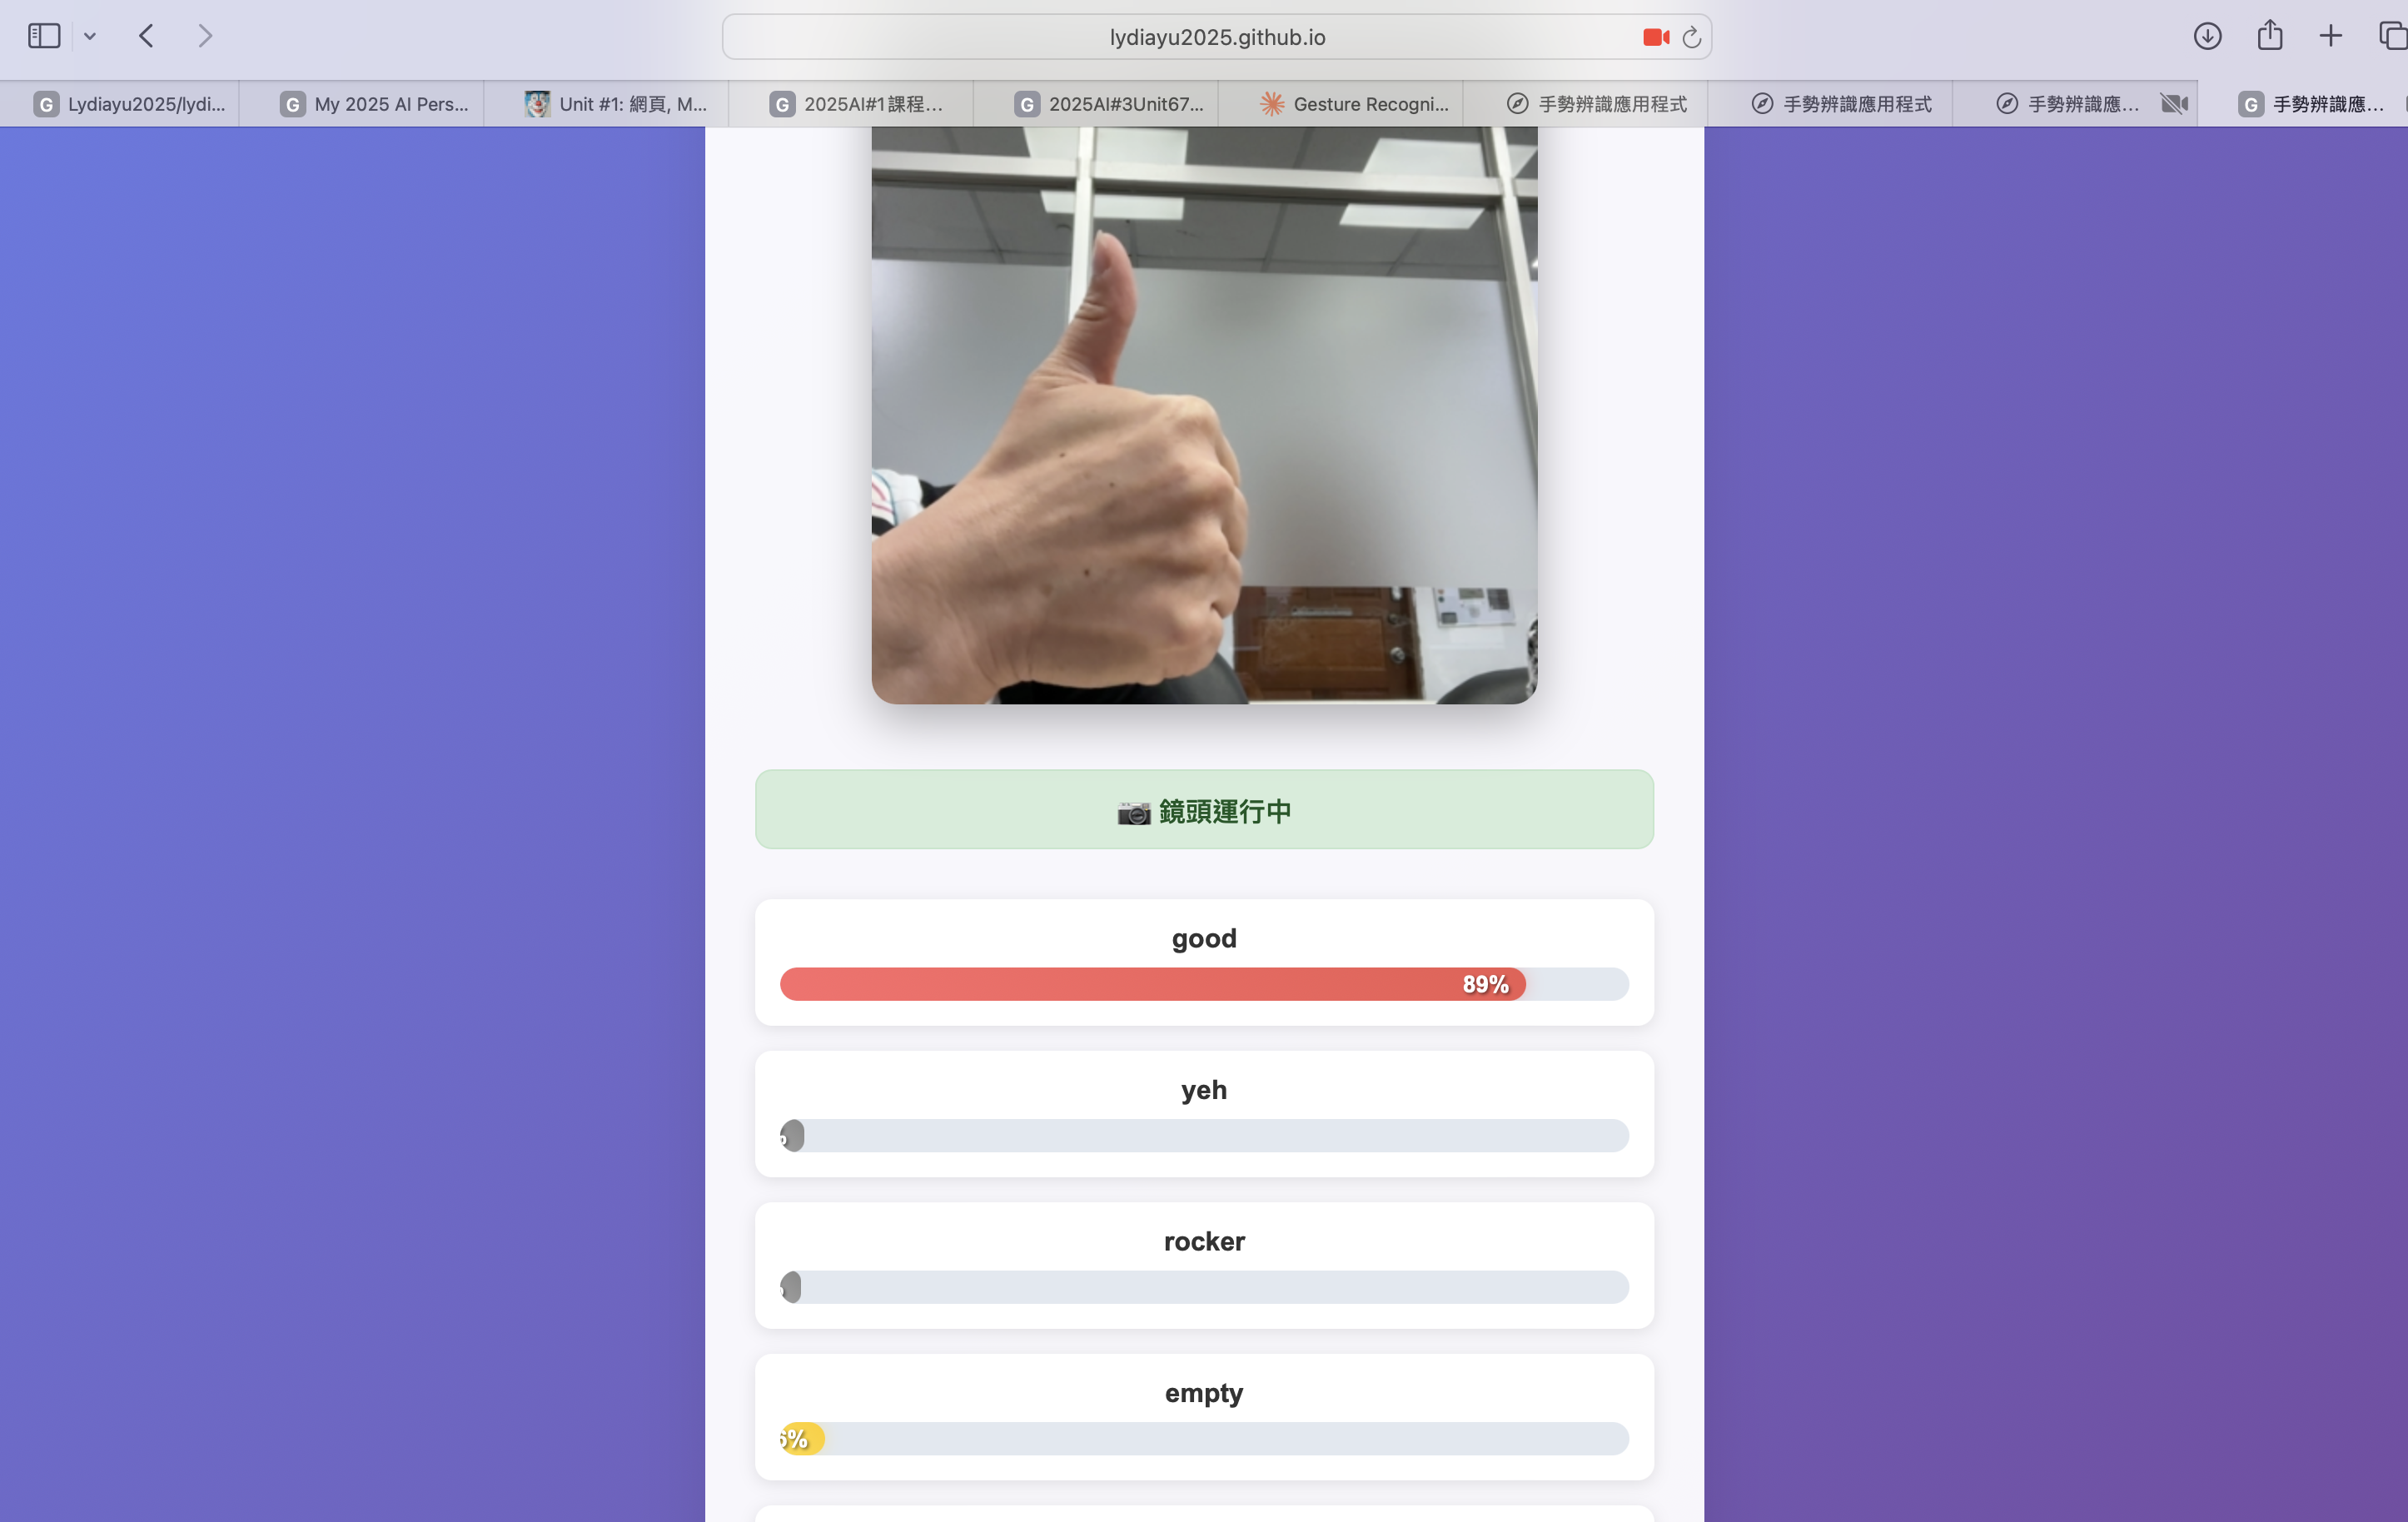 lydiayu2025.github.io
G Lydiayu2025/lydi...
G My 2025 AI Pers...
Unit #1: 網頁, M...
G 2025AI#1課程...
G 2025AI#3Unit67...
Gesture Recogni...
手勢辨識應用程式
手勢辨識應用程式
手勢辨識應...
G 手勢辨識應...
鏡頭運行中
good
89%
yeh
rocker
empty
6%